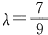 λ = 7/9